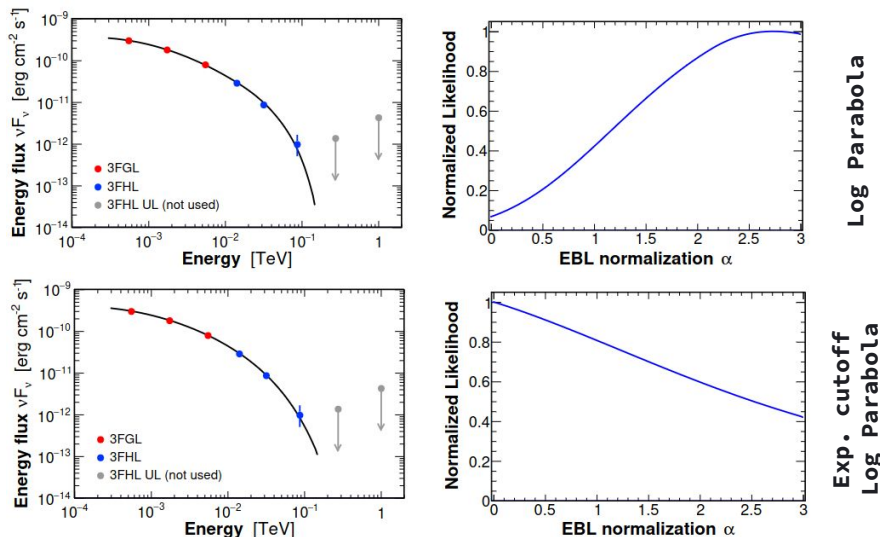 10⁻⁹
10⁻¹⁰
10⁻¹¹
10⁻¹²
10⁻¹³
10⁻¹⁴
Energy flux νFν [erg cm⁻² s⁻¹]
3FGL
3FHL
3FHL UL (not used)
10⁻⁴ 10⁻³ 10⁻² 10⁻¹ 1
Energy [TeV]
1
0.8
0.6
0.4
0.2
0
Normalized Likelihood
0 0.5 1 1.5 2 2.5 3
EBL normalization α
Log Parabola
10⁻⁹
10⁻¹⁰
10⁻¹¹
10⁻¹²
10⁻¹³
10⁻¹⁴
Energy flux νFν [erg cm⁻² s⁻¹]
3FGL
3FHL
3FHL UL (not used)
10⁻⁴ 10⁻³ 10⁻² 10⁻¹ 1
Energy [TeV]
1
0.8
0.6
0.4
0.2
0
Normalized Likelihood
0 0.5 1 1.5 2 2.5 3
EBL normalization α
Exp. cutoff
Log Parabola